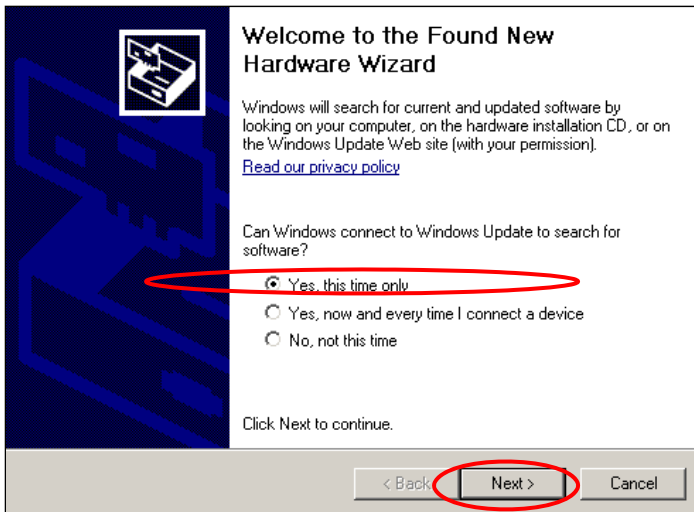 Welcome to the Found New
Hardware Wizard
Windows will search for current and updated software by
looking on your computer, on the hardware installation CD, or on
the Windows Update Web site (with your permission).
Read our privacy policy
Can Windows connect to Windows Update to search for
software?
Yes, this time only
Yes, now and every time I connect a device
No, not this time
Click Next to continue.
< Back
Next >
Cancel